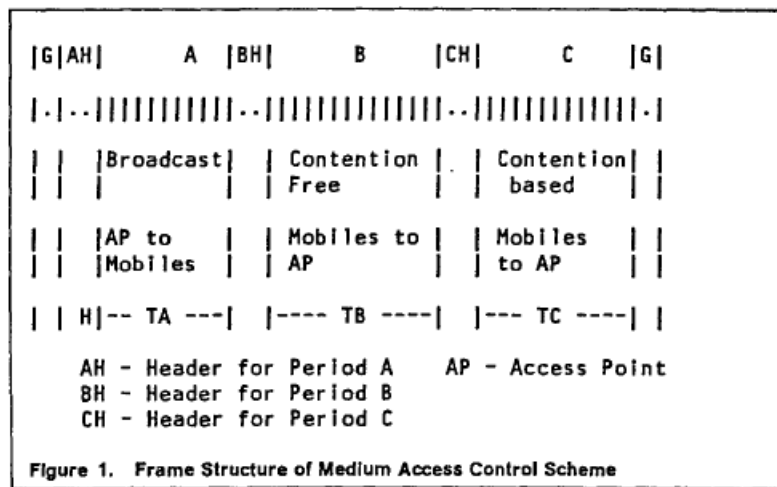 |G|AH|         A   |BH|       B       |CH|       C      |G|
|.|..|||||||||||||..||||||||||||||||..|||||||||||||||.|
| |  |Broadcast|  | Contention  | . | Contention| |
| |  |         |  | Free        |   |  based    | |
| |  |AP to    |  | Mobiles to  |   | Mobiles   | |
| |  |Mobiles  |  | AP          |   | to AP     | |
| | H|-- TA ---|  |---- TB ----|   |--- TC ----| |
AH - Header for Period A     AP - Access Point
BH - Header for Period B
CH - Header for Period C
Figure 1.   Frame Structure of Medium Access Control Scheme